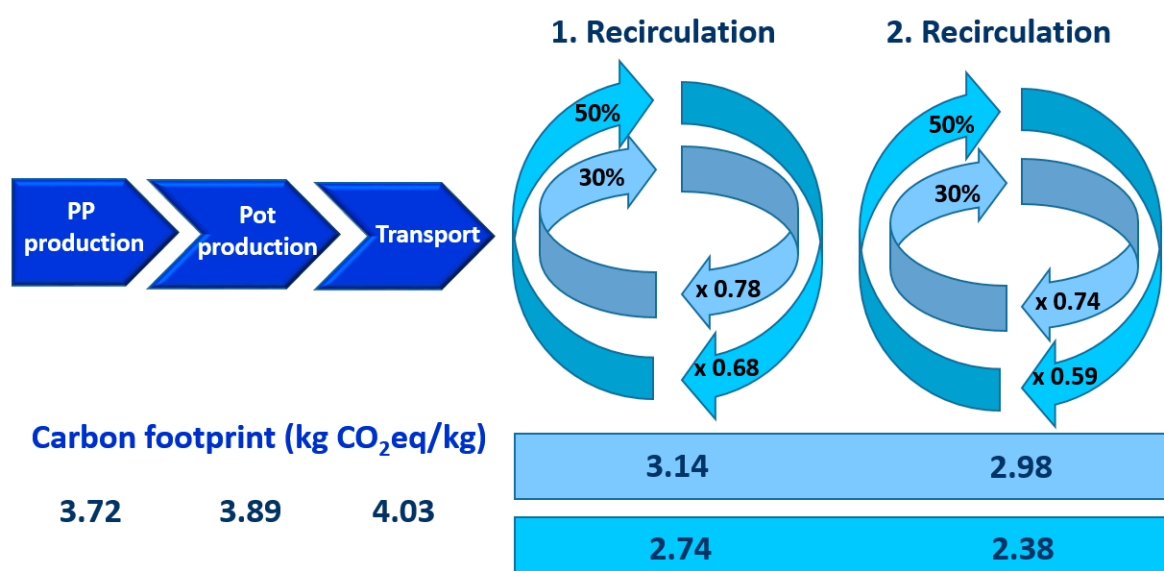 1. Recirculation
2. Recirculation
50%
30%
x 0.78
x 0.68
50%
30%
x 0.74
x 0.59
PP
production
Pot
production
Transport
Carbon footprint (kg CO₂eq/kg)
3.72
3.89
4.03
3.14
2.98
2.74
2.38